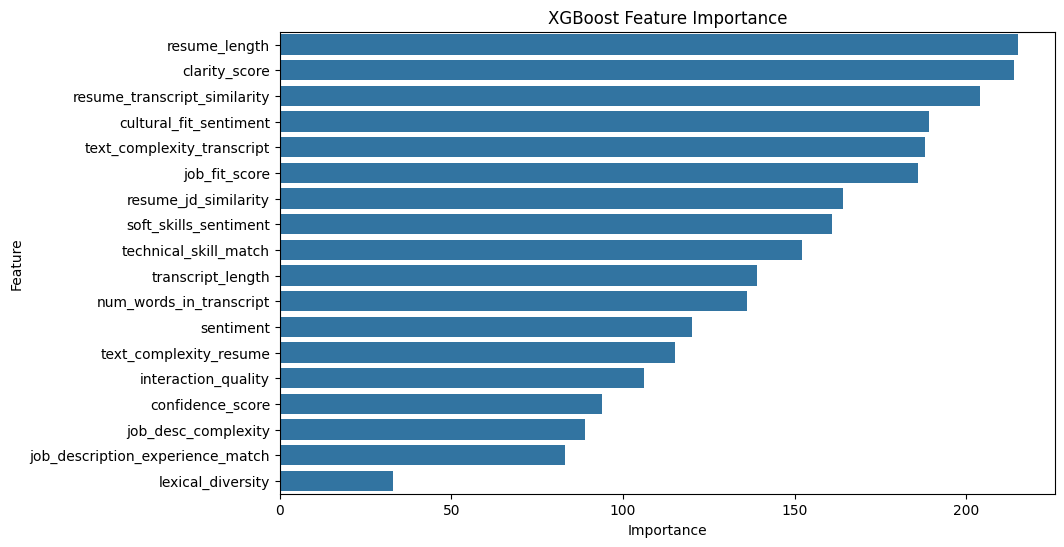 XGBoost Feature Importance
Feature
resume_length
clarity_score
resume_transcript_similarity
cultural_fit_sentiment
text_complexity_transcript
job_fit_score
resume_jd_similarity
soft_skills_sentiment
technical_skill_match
transcript_length
num_words_in_transcript
sentiment
text_complexity_resume
interaction_quality
confidence_score
job_desc_complexity
job_description_experience_match
lexical_diversity
0 50 100 150 200
Importance